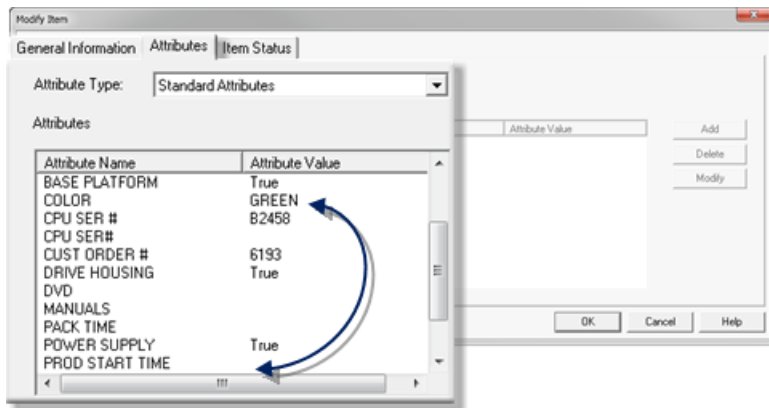 Modify Item
General Information Attributes Item Status
Attribute Type: Standard Attributes
Attributes
Attribute Name Attribute Value
BASE PLATFORM True
COLOR GREEN
CPU SER # B2458
CPU SER#
CUST ORDER # 6193
DRIVE HOUSING True
DVD
MANUALS
PACK TIME
POWER SUPPLY True
PROD START TIME
Attribute Value
Add
Delete
Modify
OK Cancel Help